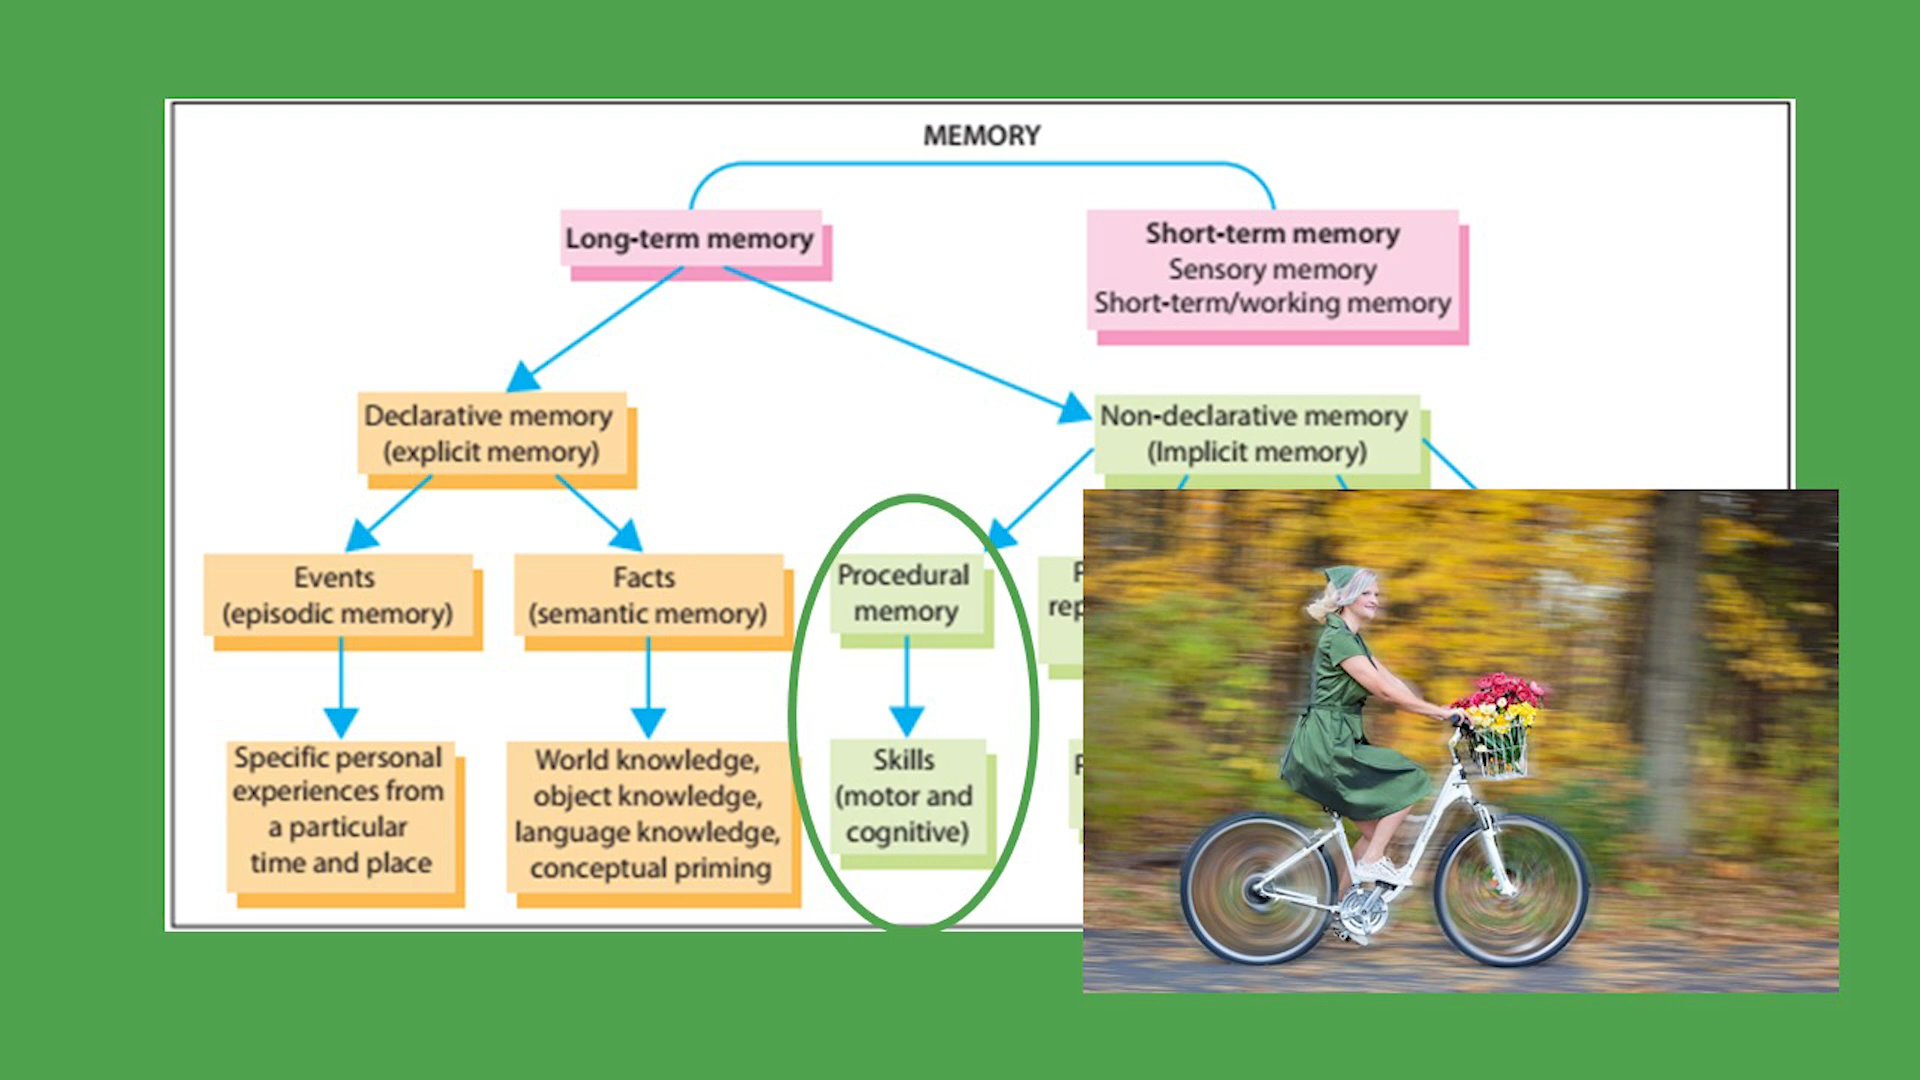 MEMORY
Long-term memory
Short-term memory
Sensory memory
Short-term/working memory
Declarative memory
(explicit memory)
Non-declarative memory
(Implicit memory)
Events
(episodic memory)
Facts
(semantic memory)
Procedural
memory
Specific personal
experiences from
a particular
time and place
World knowledge,
object knowledge,
language knowledge,
conceptual priming
Skills
(motor and
cognitive)